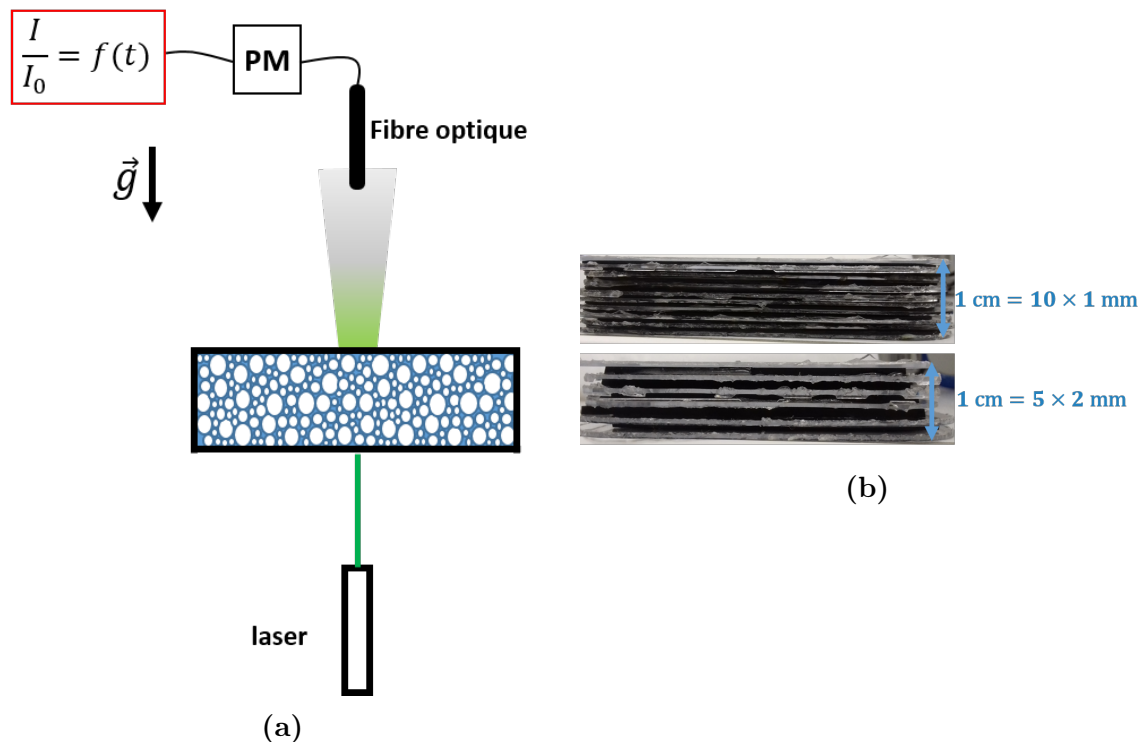 I/I₀ = f(t)
PM
Fibre optique
g⃗
1 cm = 10 × 1 mm
1 cm = 5 × 2 mm
(b)
laser
(a)